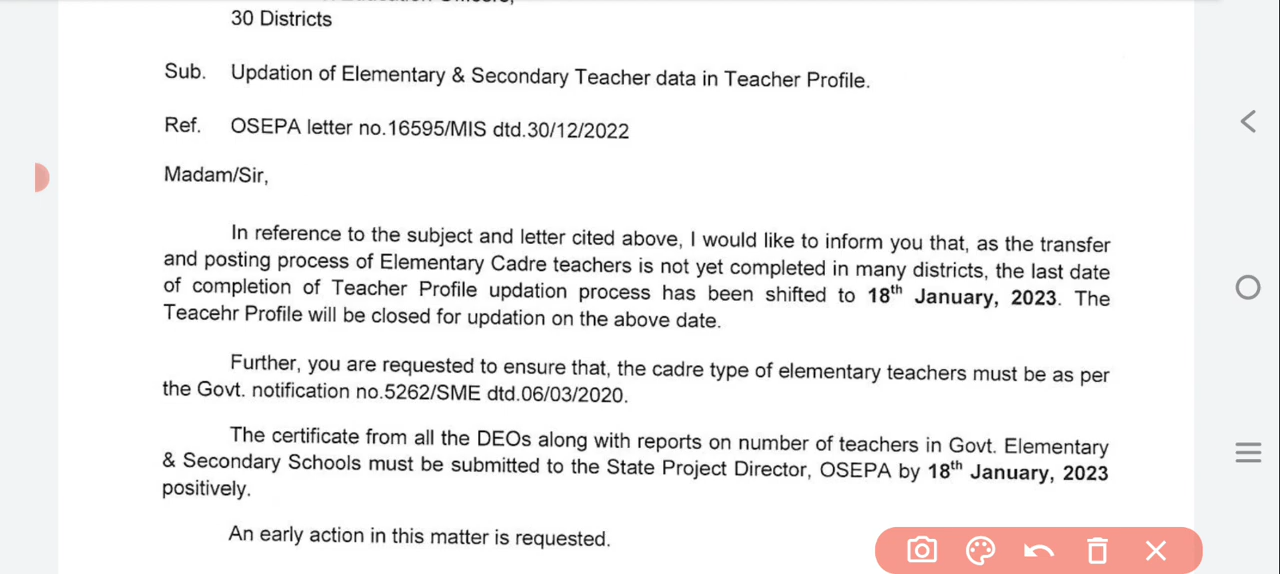 30 Districts
Sub. Updation of Elementary & Secondary Teacher data in Teacher Profile.
Ref. OSEPA letter no.16595/MIS dtd.30/12/2022
Madam/Sir,
In reference to the subject and letter cited above, I would like to inform you that, as the transfer
and posting process of Elementary Cadre teachers is not yet completed in many districts, the last date
of completion of Teacher Profile updation process has been shifted to 18th January, 2023. The
Teacehr Profile will be closed for updation on the above date.
Further, you are requested to ensure that, the cadre type of elementary teachers must be as per
the Govt. notification no.5262/SME dtd.06/03/2020.
The certificate from all the DEOs along with reports on number of teachers in Govt. Elementary
& Secondary Schools must be submitted to the State Project Director, OSEPA by 18th January, 2023
positively.
An early action in this matter is requested.